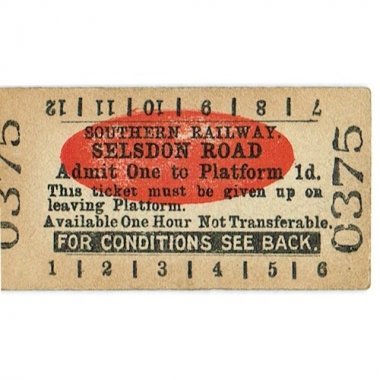 12 | 11 | 10 | 9 | 8 | 7
SOUTHERN RAILWAY.
SELSDON ROAD
Admit One to Platform 1d.
This ticket must be given up on
leaving Platform.
Available One Hour Not Transferable.
FOR CONDITIONS SEE BACK.
1 | 2 | 3 | 4 | 5 | 6
0375
0375